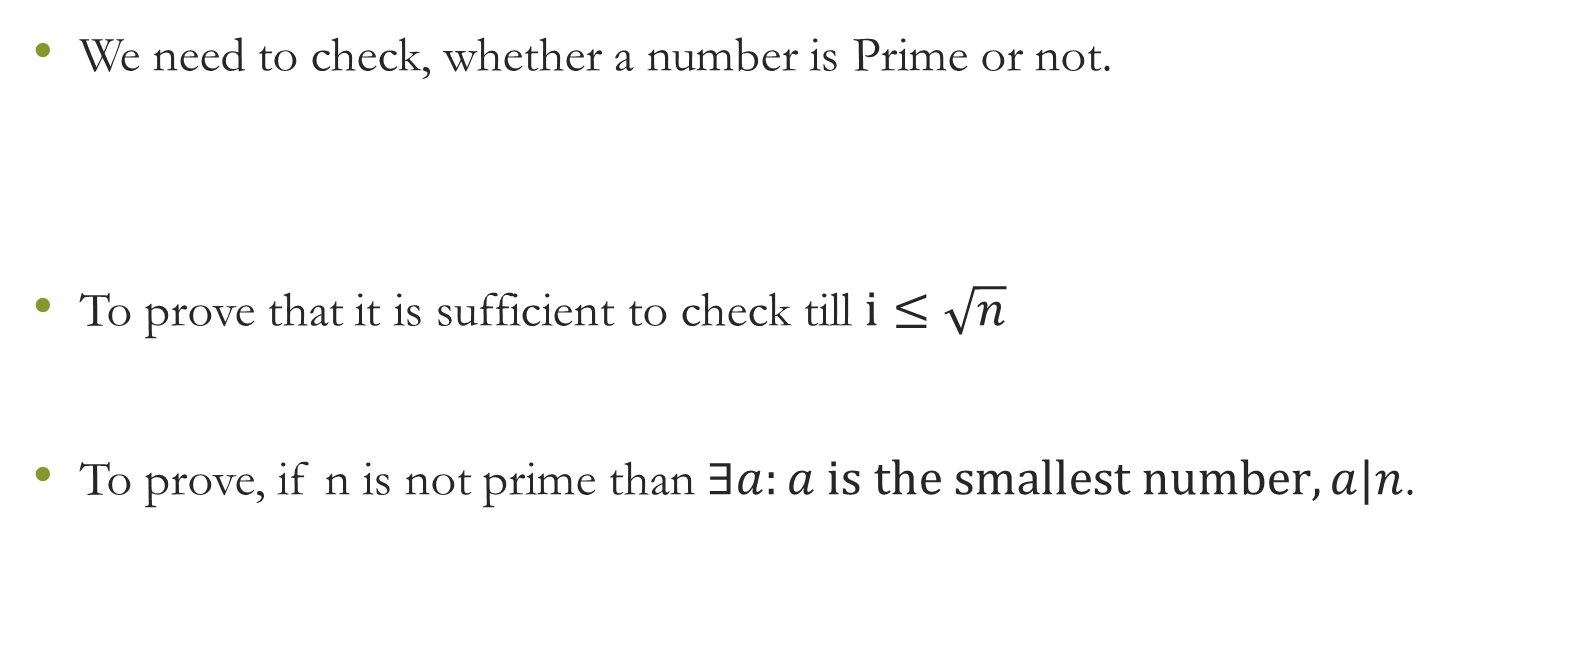 • We need to check, whether a number is Prime or not.
• To prove that it is sufficient to check till i ≤ √n
• To prove, if n is not prime than ∃a: a is the smallest number, a|n.